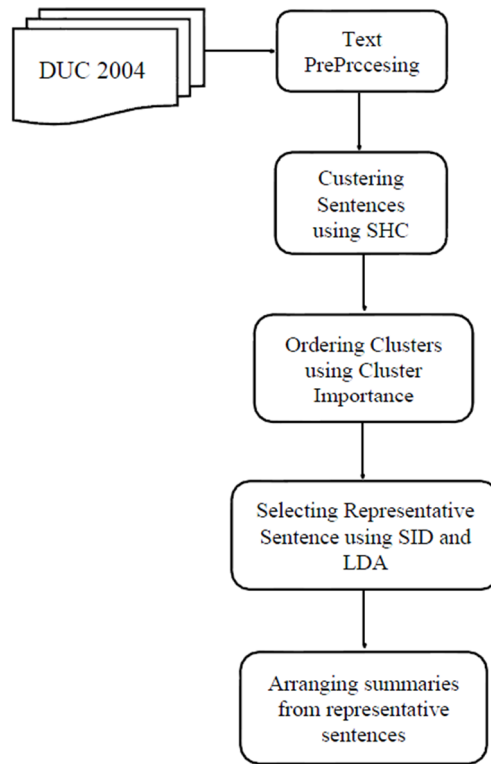 DUC 2004
Text
PrePrccesing
Custering
Sentences
using SHC
Ordering Clusters
using Cluster
Importance
Selecting Representative
Sentence using SID and
LDA
Arranging summaries
from representative
sentences